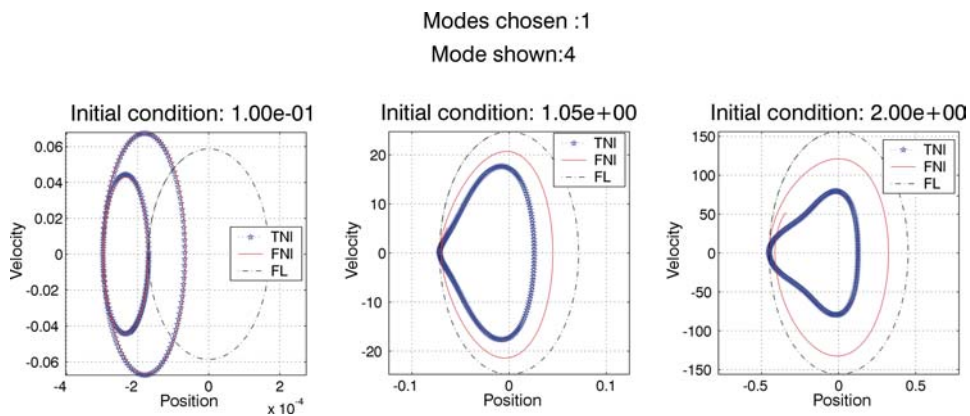 Modes chosen :1
Mode shown:4
Initial condition: 1.00e-01
Velocity
0.06
0.04
0.02
0
-0.02
-0.04
-0.06
TNI
FNI
FL
-4
-2
0
2
Position
x 10⁻⁴
Initial condition: 1.05e+00
Velocity
20
10
0
-10
-20
TNI
FNI
FL
-0.1
0
0.1
Position
Initial condition: 2.00e+00
Velocity
150
100
50
0
-50
-100
-150
TNI
FNI
FL
-0.5
0
0.5
Position